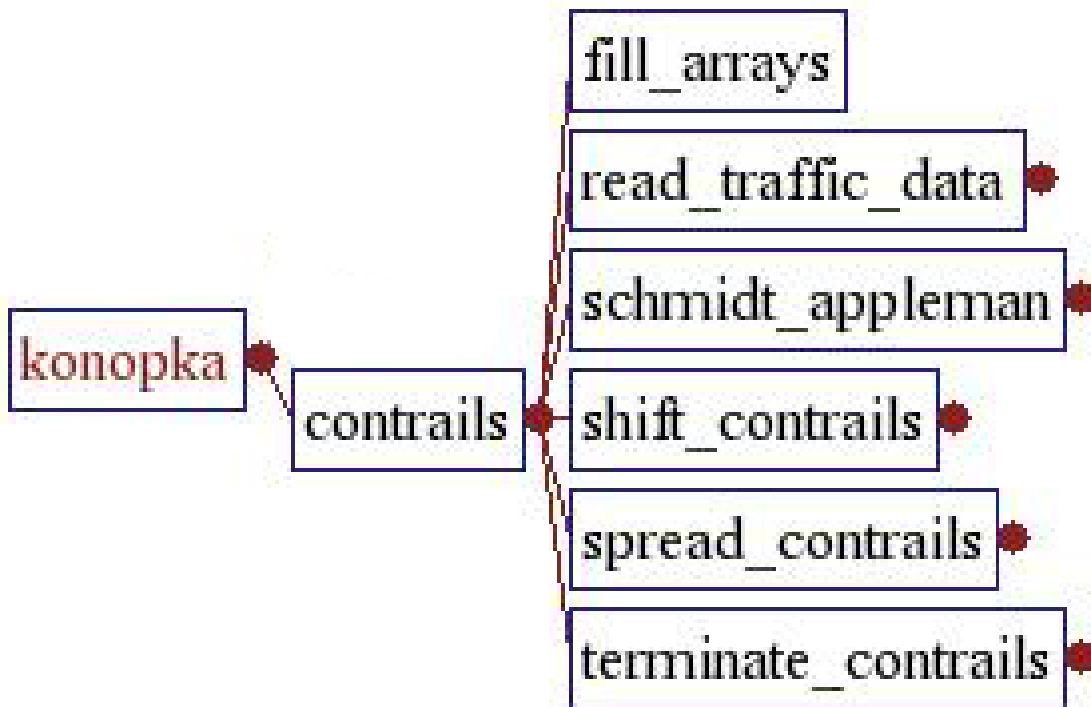 fill_arrays
read_traffic_data
schmidt_appleman
konopka
contrails
shift_contrails
spread_contrails
terminate_contrails